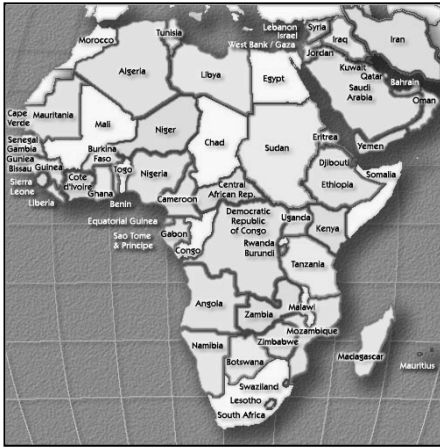 Lebanon
Israel
West Bank / Gaza
Syria
Iraq
Iran
Jordan
Kuwait
Qatar
Bahrain
Saudi
Arabia
Oman
Yemen
Morocco
Tunisia
Algeria
Libya
Egypt
Cape
Verde
Mauritania
Mali
Niger
Chad
Sudan
Eritrea
Djibouti
Ethiopia
Somalia
Senegal
Gambia
Guniea
Bissau
Guinea
Sierra
Leone
Liberia
Burkina
Faso
Cote
d'Ivoire
Ghana
Togo
Benin
Nigeria
Cameroon
Central
African Rep.
Equatorial Guinea
Sao Tome
& Principe
Gabon
Congo
Democratic
Republic
of Congo
Uganda
Kenya
Rwanda
Burundi
Tanzania
Angola
Zambia
Malawi
Mozambique
Zimbabwe
Namibia
Botswana
Swaziland
Lesotho
South Africa
Madagascar
Mauritius